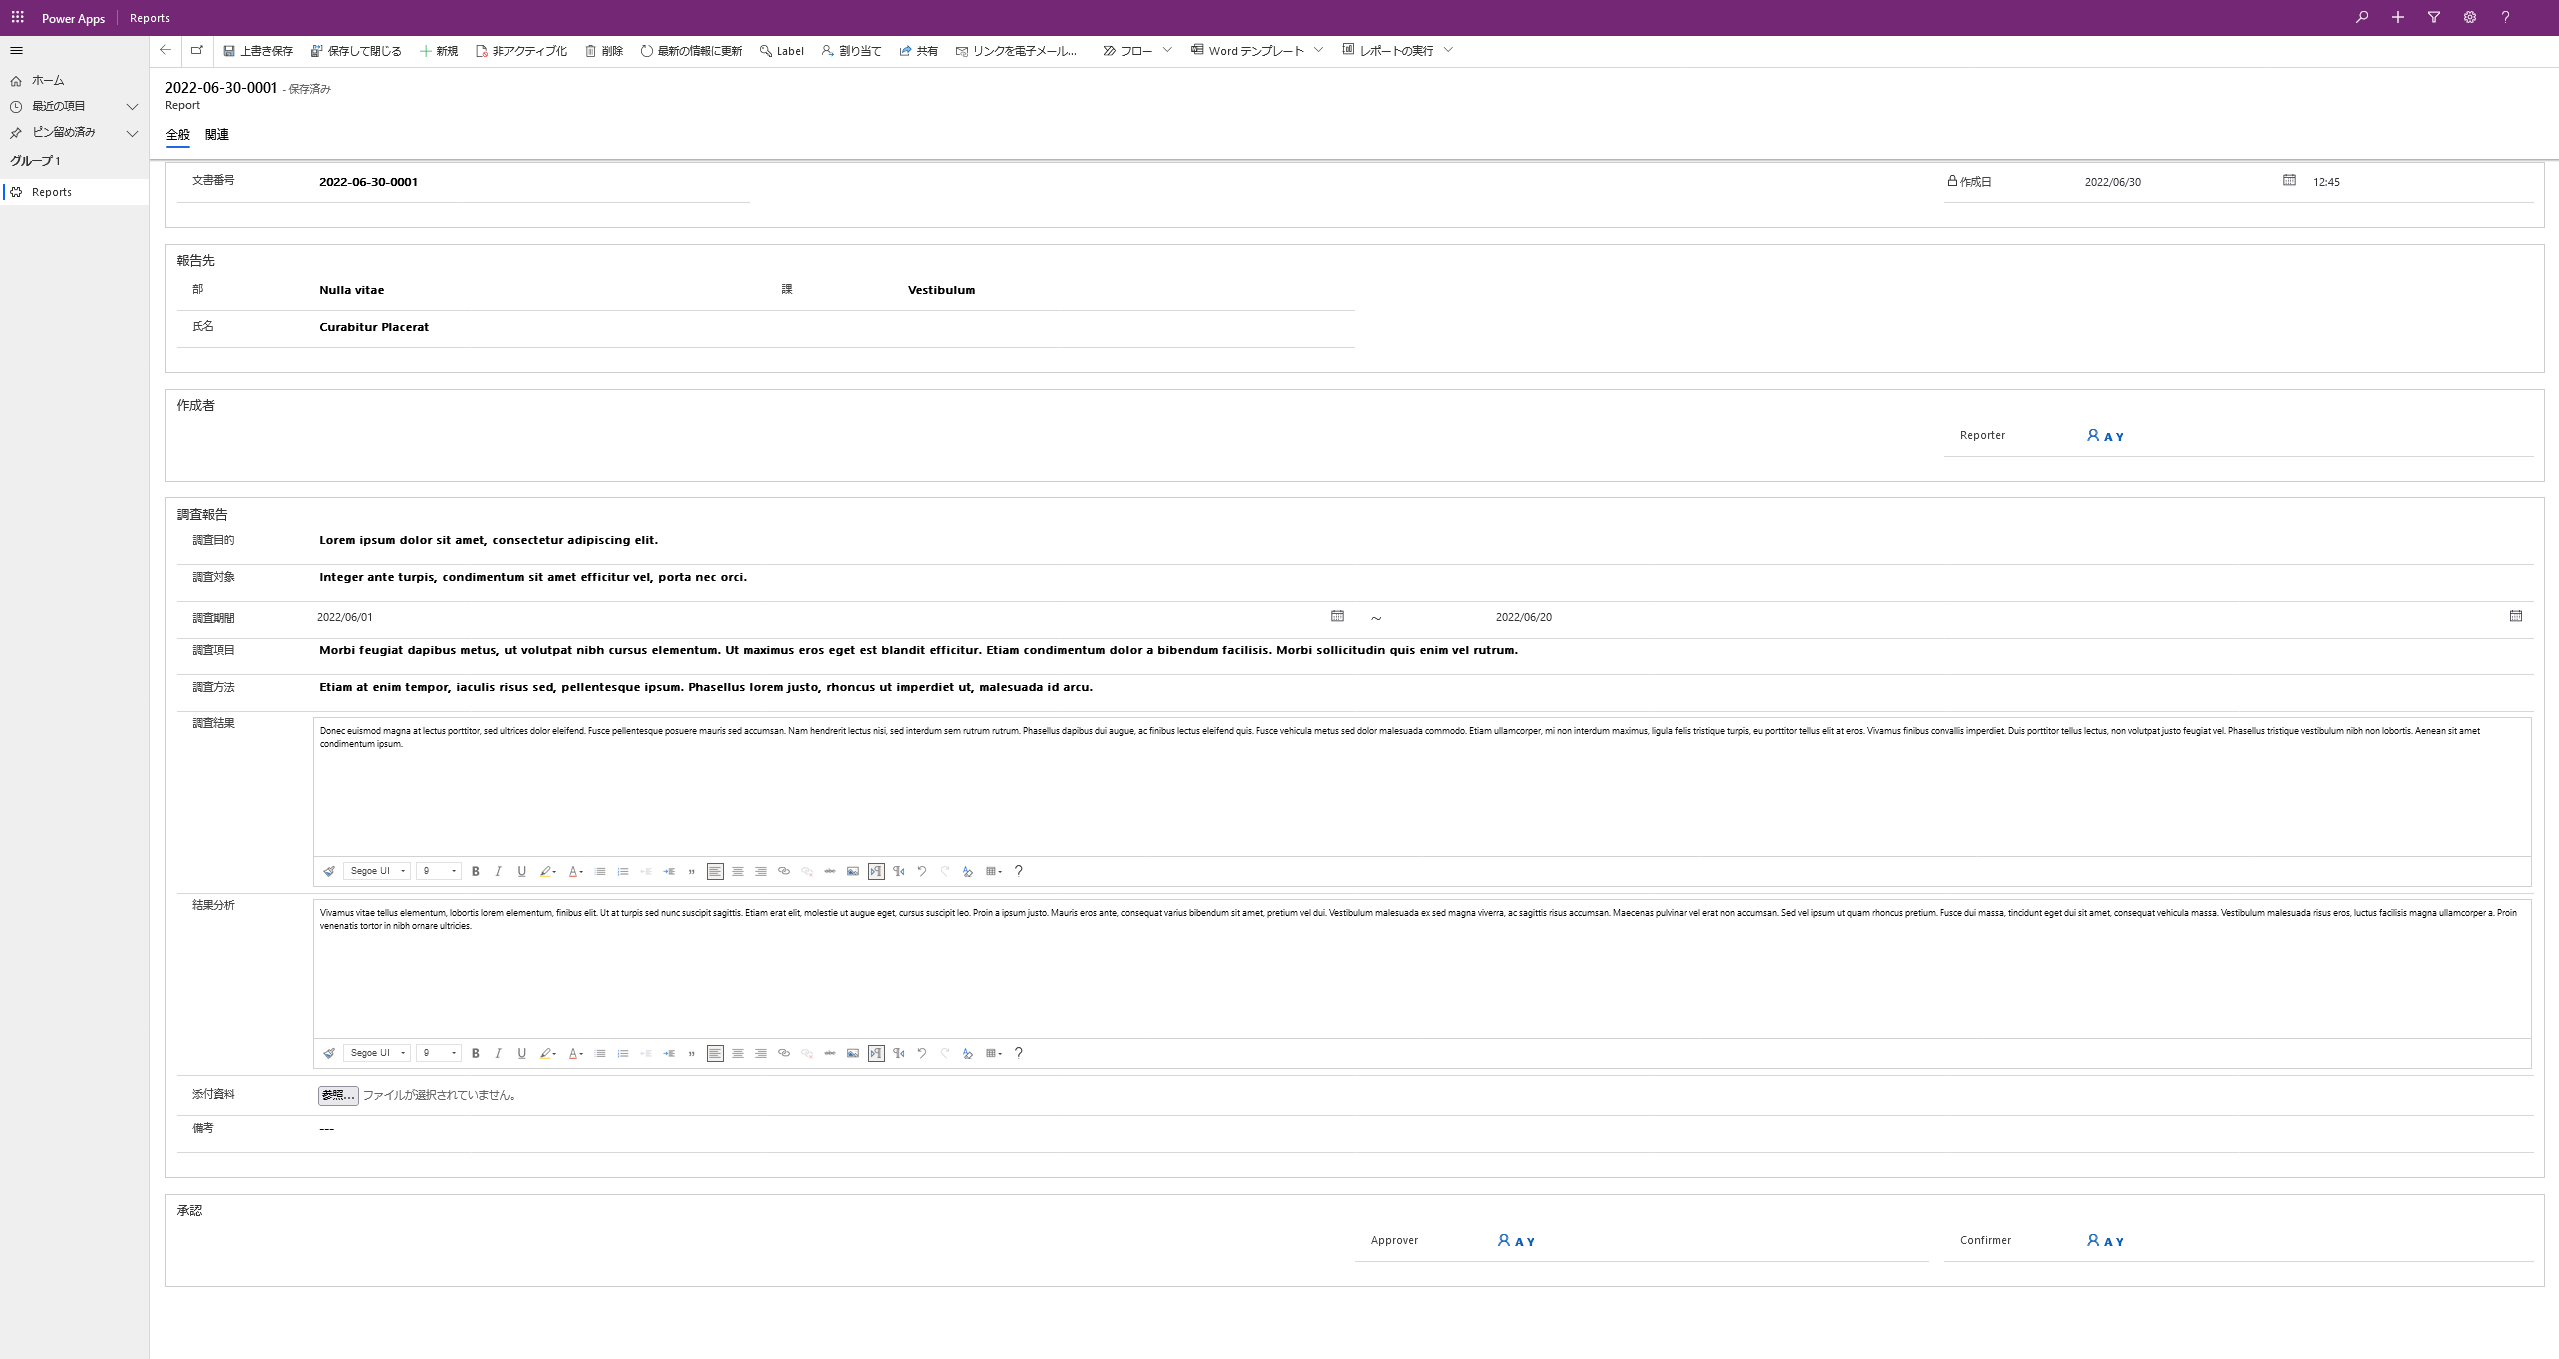 Power Apps Reports
上書き保存 保存して閉じる 新規 非アクティブ化 削除 最新の情報に更新 Label 割り当て 共有 リンクを電子メール... フロー Word テンプレート レポートの実行
ホーム
最近の項目
ピン留め済み
グループ 1
Reports
2022-06-30-0001 - 保存済み
Report
全般 関連
文書番号 2022-06-30-0001 作成日 2022/06/30 12:45
報告先
部 Nulla vitae 課 Vestibulum
氏名 Curabitur Placerat
作成者
Reporter A Y
調査報告
調査目的 Lorem ipsum dolor sit amet, consectetur adipiscing elit.
調査対象 Integer ante turpis, condimentum sit amet efficitur vel, porta nec orci.
調査期間 2022/06/01 ～ 2022/06/20
調査項目 Morbi feugiat dapibus metus, ut volutpat nibh cursus elementum. Ut maximus eros eget est blandit efficitur. Etiam condimentum dolor a bibendum facilisis. Morbi sollicitudin quis enim vel rutrum.
調査方法 Etiam at enim tempor, iaculis risus sed, pellentesque ipsum. Phasellus lorem justo, rhoncus ut imperdiet ut, malesuada id arcu.
調査結果 Donec euismod magna at lectus porttitor, sed ultrices dolor eleifend. Fusce pellentesque posuere mauris sed accumsan. Nam hendrerit lectus nisi, sed interdum sem rutrum rutrum. Phasellus dapibus dui augue, ac finibus lectus eleifend quis. Fusce vehicula metus sed dolor malesuada commodo. Etiam ullamcorper, mi non interdum maximus, ligula felis tristique turpis, eu porttitor tellus elit at eros. Vivamus finibus convallis imperdiet. Duis porttitor tellus lectus, non volutpat justo feugiat vel. Phasellus tristique vestibulum nibh non lobortis. Aenean sit amet
condimentum ipsum.
Segoe UI 9 B I U A ?
結果分析 Vivamus vitae tellus elementum, lobortis lorem elementum, finibus elit. Ut at turpis sed nunc suscipit sagittis. Etiam erat elit, molestie ut augue eget, cursus suscipit leo. Proin a ipsum justo. Mauris eros ante, consequat varius bibendum sit amet, pretium vel dui. Vestibulum malesuada ex sed magna viverra, ac sagittis risus accumsan. Maecenas pulvinar vel erat non accumsan. Sed vel ipsum ut quam rhoncus pretium. Fusce dui massa, tincidunt eget dui sit amet, consequat vehicula massa. Vestibulum malesuada risus eros, luctus facilisis magna ullamcorper a. Proin
venenatis tortor in nibh ornare ultricies.
Segoe UI 9 B I U A ?
添付資料 参照... ファイルが選択されていません。
備考 ---
承認
Approver A Y Confirmer A Y